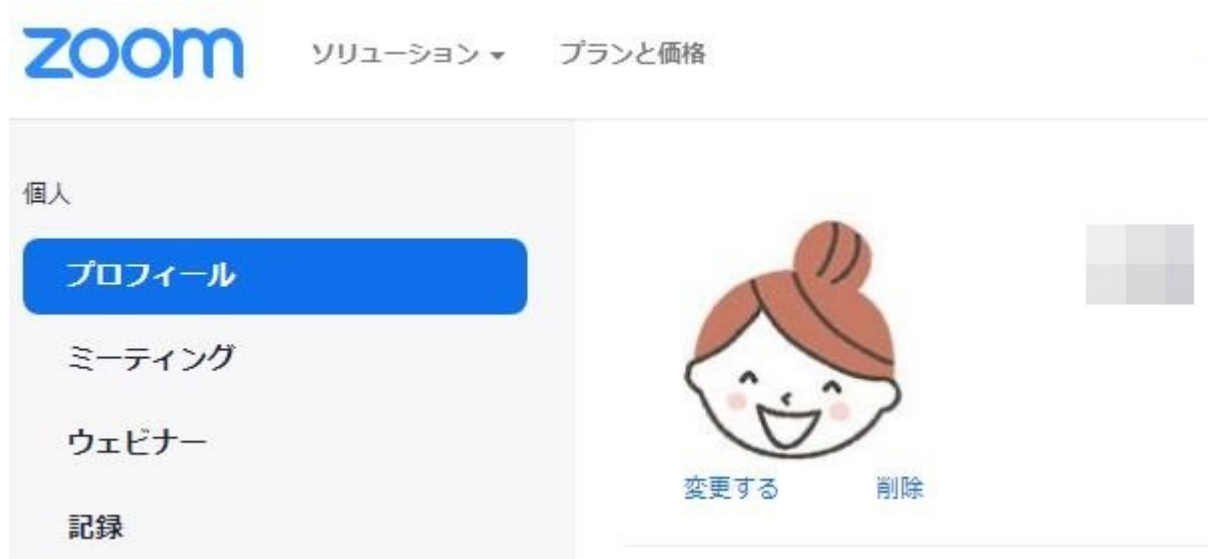 zoom ソリューション プランと価格
個人
プロフィール
ミーティング
ウェビナー
記録
変更する 削除